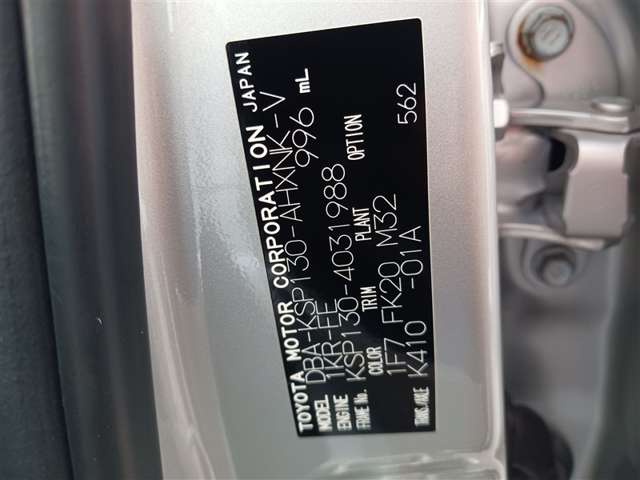 TOYOTA MOTOR CORPORATION JAPAN
MODEL DBA-KSP130-AHXNK-V
ENGINE 1KR-FE 996 mL
FRAME No. KSP130-4031988
COLOR TRIM PLANT OPTION
1F7 FK20 M32 562
TRANS./AXLE K410 -01A